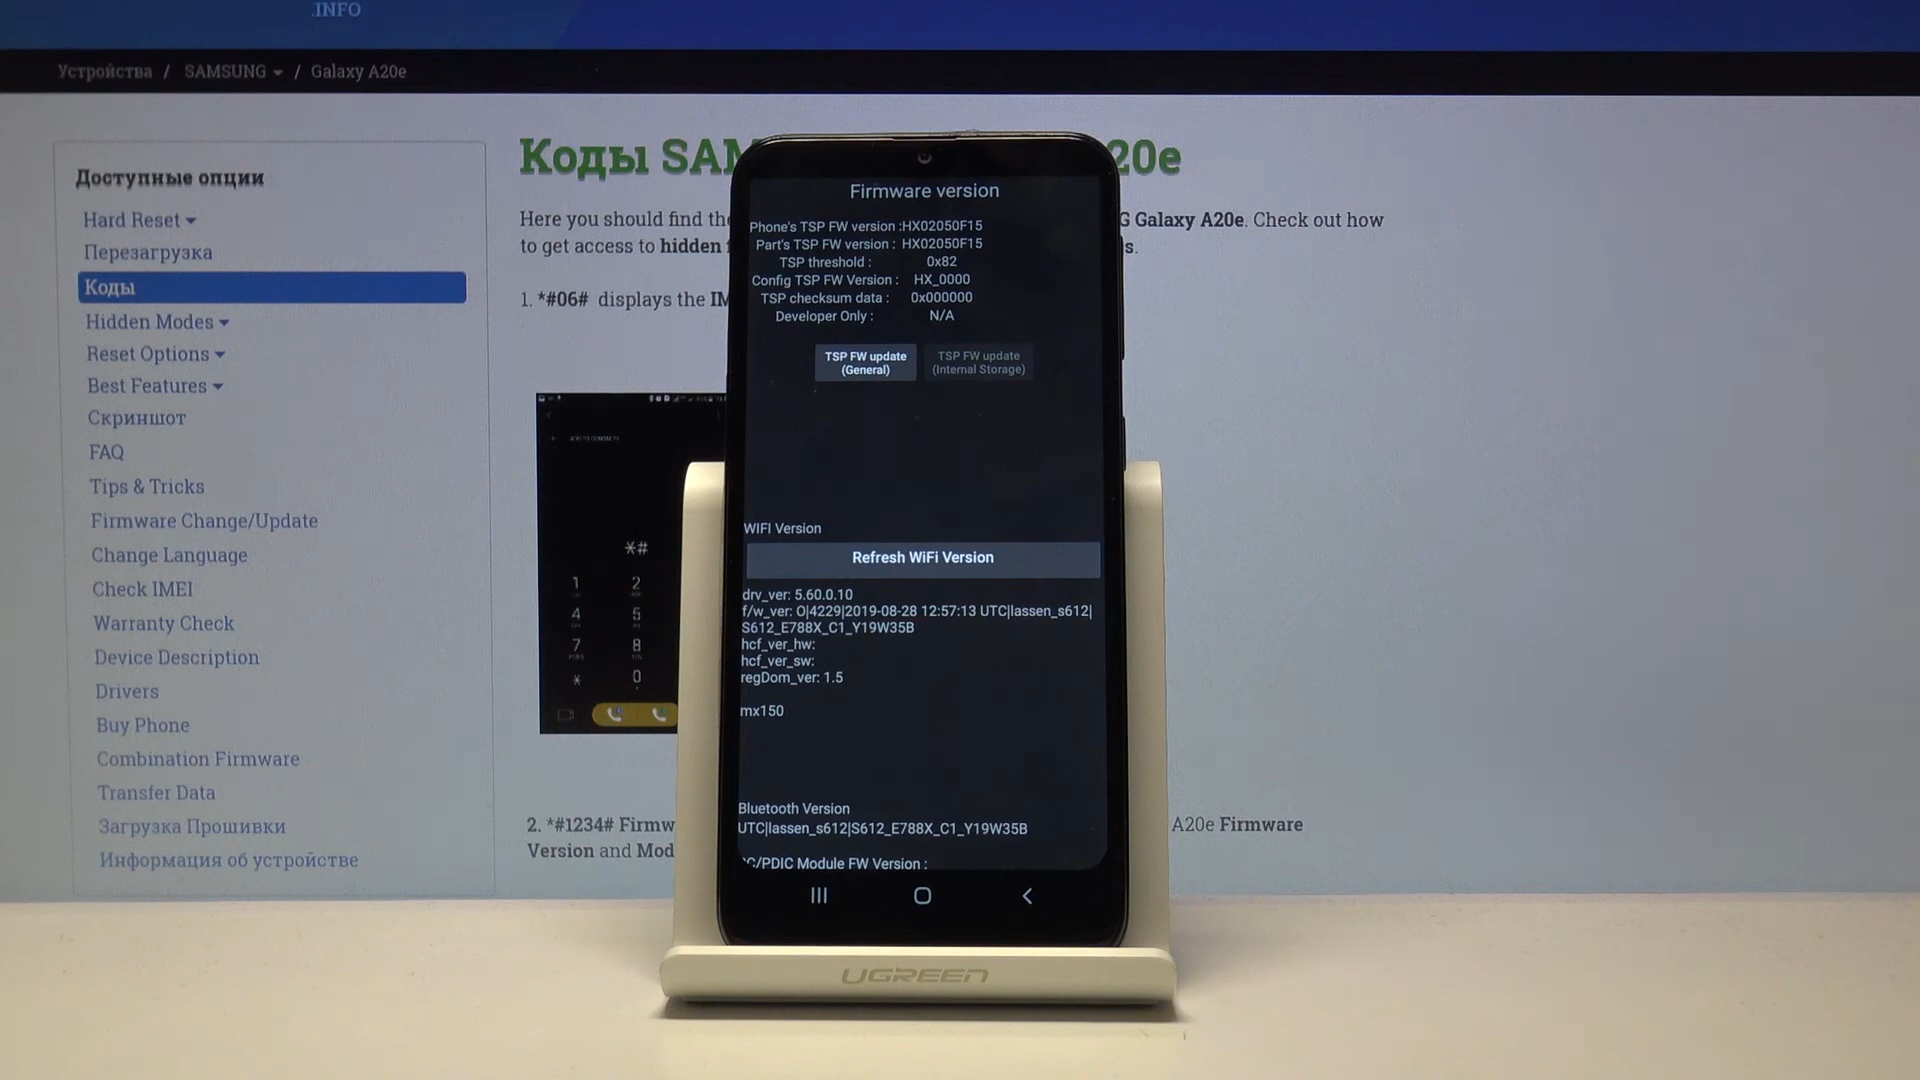 .INFO
Устройства / SAMSUNG / Galaxy A20e
Доступные опции
Hard Reset
Перезагрузка
Коды
Hidden Modes
Reset Options
Best Features
Скриншот
FAQ
Tips & Tricks
Firmware Change/Update
Change Language
Check IMEI
Warranty Check
Device Description
Drivers
Buy Phone
Combination Firmware
Transfer Data
Загрузка Прошивки
Информация об устройстве
Коды SAM 20e
Here you should find the G Galaxy A20e. Check out how
to get access to hidden s.
1. *#06# displays the IM
*#
1 2
4 5
7 8
* 0
2. *#1234# Firmw A20e Firmware
Version and Mod
Firmware version
Phone's TSP FW version :HX02050F15
Part's TSP FW version : HX02050F15
TSP threshold : 0x82
Config TSP FW Version : HX_0000
TSP checksum data : 0x000000
Developer Only : N/A
TSP FW update
(General)
TSP FW update
(Internal Storage)
WIFI Version
Refresh WiFi Version
drv_ver: 5.60.0.10
f/w_ver: O|4229|2019-08-28 12:57:13 UTC|lassen_s612|
S612_E788X_C1_Y19W35B
hcf_ver_hw:
hcf_ver_sw:
regDom_ver: 1.5
mx150
Bluetooth Version
UTC|lassen_s612|S612_E788X_C1_Y19W35B
C/PDIC Module FW Version :
UGREEN